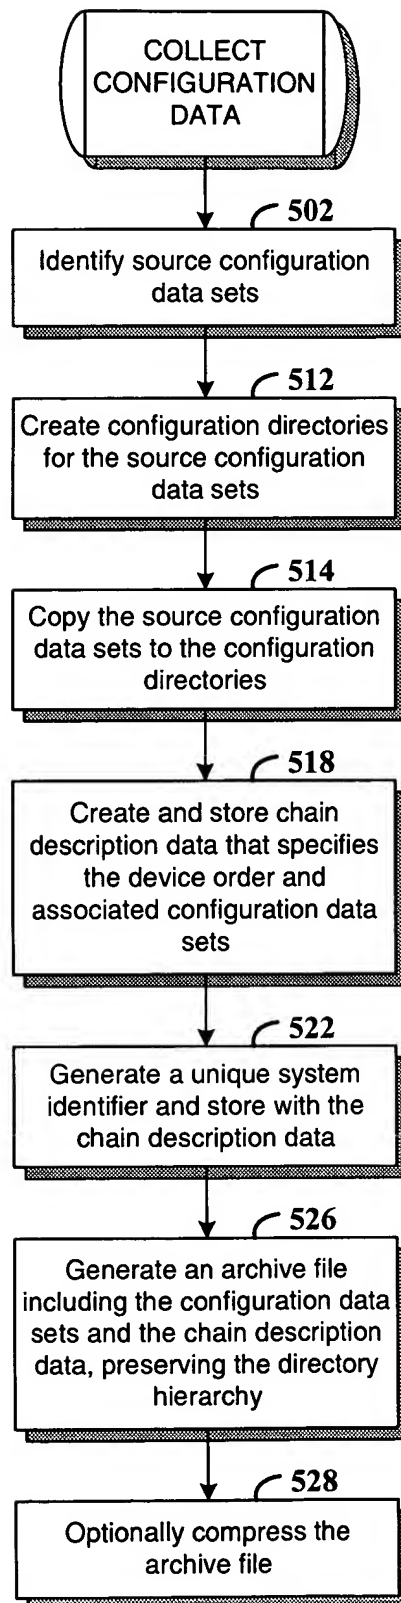 COLLECT
CONFIGURATION
DATA
502
Identify source configuration
data sets
512
Create configuration directories
for the source configuration
data sets
514
Copy the source configuration
data sets to the configuration
directories
518
Create and store chain
description data that specifies
the device order and
associated configuration data
sets
522
Generate a unique system
identifier and store with the
chain description data
526
Generate an archive file
including the configuration data
sets and the chain description
data, preserving the directory
hierarchy
528
Optionally compress the
archive file